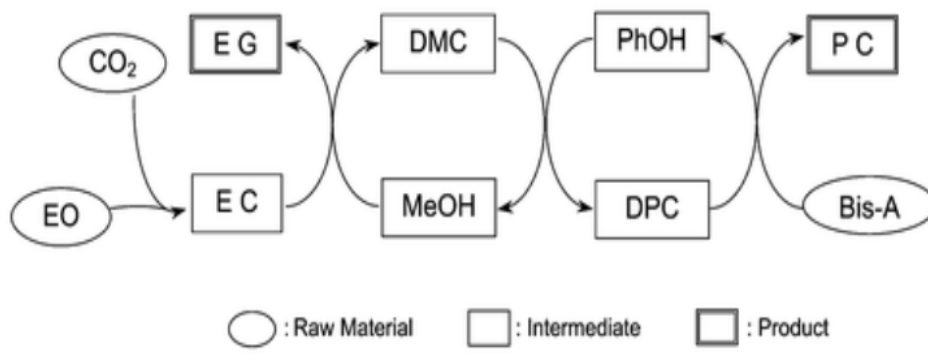 CO₂
E G
DMC
PhOH
P C
EO
E C
MeOH
DPC
Bis-A
: Raw Material
: Intermediate
: Product